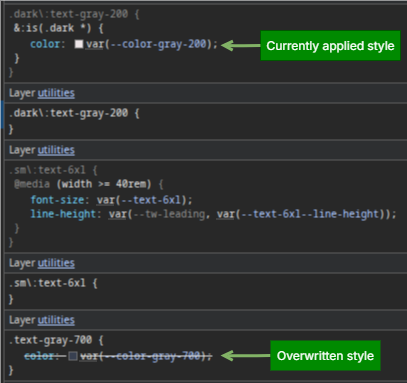 .dark\:text-gray-200 {
&:is(.dark *) {
color: var(--color-gray-200);
Currently applied style
}
}
Layer utilities
.dark\:text-gray-200 {
}
Layer utilities
.sm\:text-6xl {
@media (width >= 40rem) {
font-size: var(--text-6xl);
line-height: var(--tw-leading, var(--text-6xl--line-height));
}
}
Layer utilities
.sm\:text-6xl {
}
Layer utilities
.text-gray-700 {
color: var(--color-gray-700);
Overwritten style
}